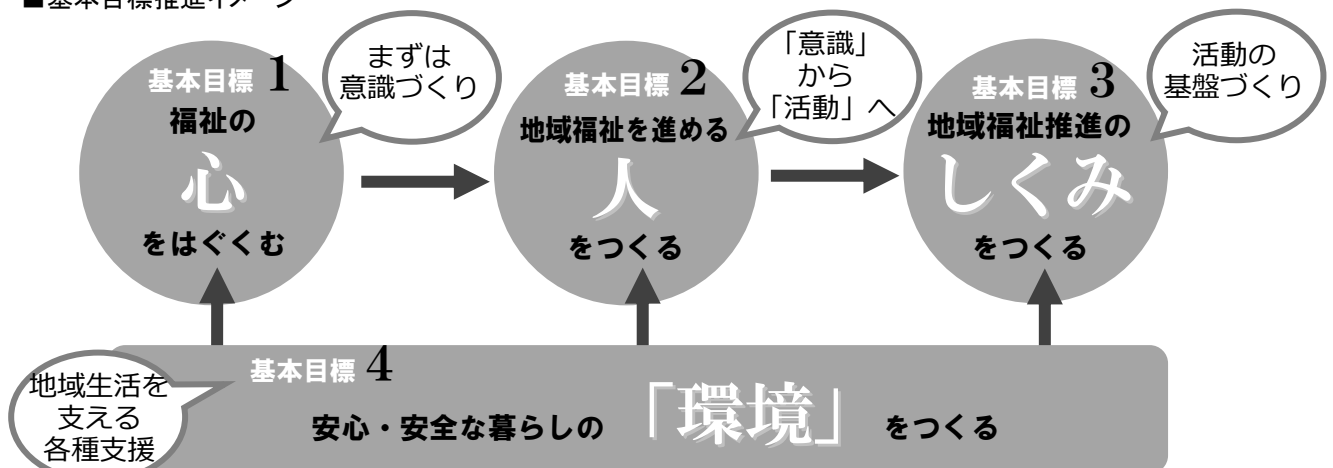 ■基本目標推進イメージ
基本目標 1
福祉の
心
をはぐくむ
まずは
意識づくり
基本目標 2
地域福祉を進める
人
をつくる
「意識」
から
「活動」へ
基本目標 3
地域福祉推進の
しくみ
をつくる
活動の
基盤づくり
基本目標 4
安心・安全な暮らしの 「環境」 をつくる
地域生活を
支える
各種支援